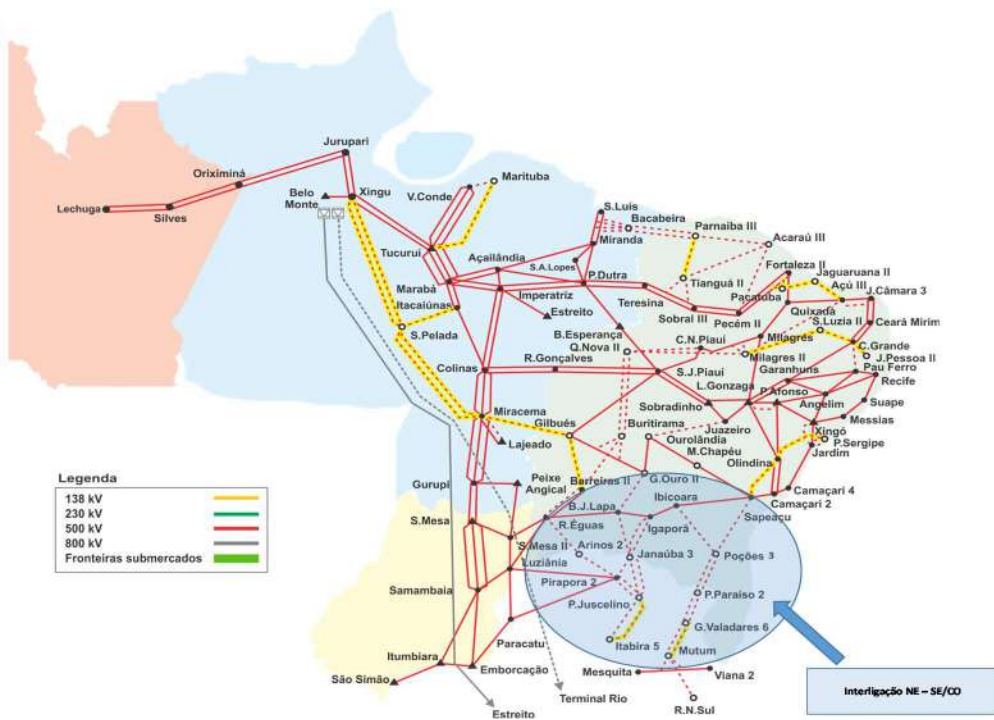 Jurupari
Oriximiná
Lechuga
Silves
Belo
Monte
Xingu
V.Conde
Marituba
Tucuruí
S.Luis
Bacabeira
Parnaiba III
Acaraú III
Miranda
Açailândia
S.A.Lopes
P.Dutra
Fortaleza II
Jaguaruana II
Tianguá II
Marabá
Itacaiúnas
Imperatriz
Teresina
Pacatuba
Açú III
J.Câmara 3
Estreito
Sobral III
Pecém II
Quixadá
S.Luzia II
Ceará Mirim
S.Pelada
B.Esperança
Q.Nova II
C.N.Piauí
Milagres
C.Grande
Milagres II
J.Pessoa II
Colinas
R.Gonçalves
S.J.Piauí
Garanhuns
Pau Ferro
L.Gonzaga
P.Afonso
Recife
Angelim
Suape
Miracema
Gilbués
Sobradinho
Messias
Buritirama
Juazeiro
Xingó
Lajeado
Ourolândia
P.Sergipe
M.Chapéu
Jardim
Olindina
Legenda
138 kV
230 kV
500 kV
800 kV
Fronteiras submercados
Gurupi
Peixe
Angical
Barreiras II
G.Ouro II
Ibicoara
Camaçari 4
Camaçari 2
B.J.Lapa
Sapeaçu
S.Mesa
R.Éguas
Igaporã
S.Mesa II
Arinos 2
Janaúba 3
Poções 3
Luziânia
Pirapora 2
Samambaia
P.Juscelino
P.Paraíso 2
Paracatu
G.Valadares 6
Itabira 5
Mutum
Itumbiara
Emborcação
Mesquita
Viana 2
São Simão
Terminal Rio
R.N.Sul
Estreito
Interligação NE – SE/CO